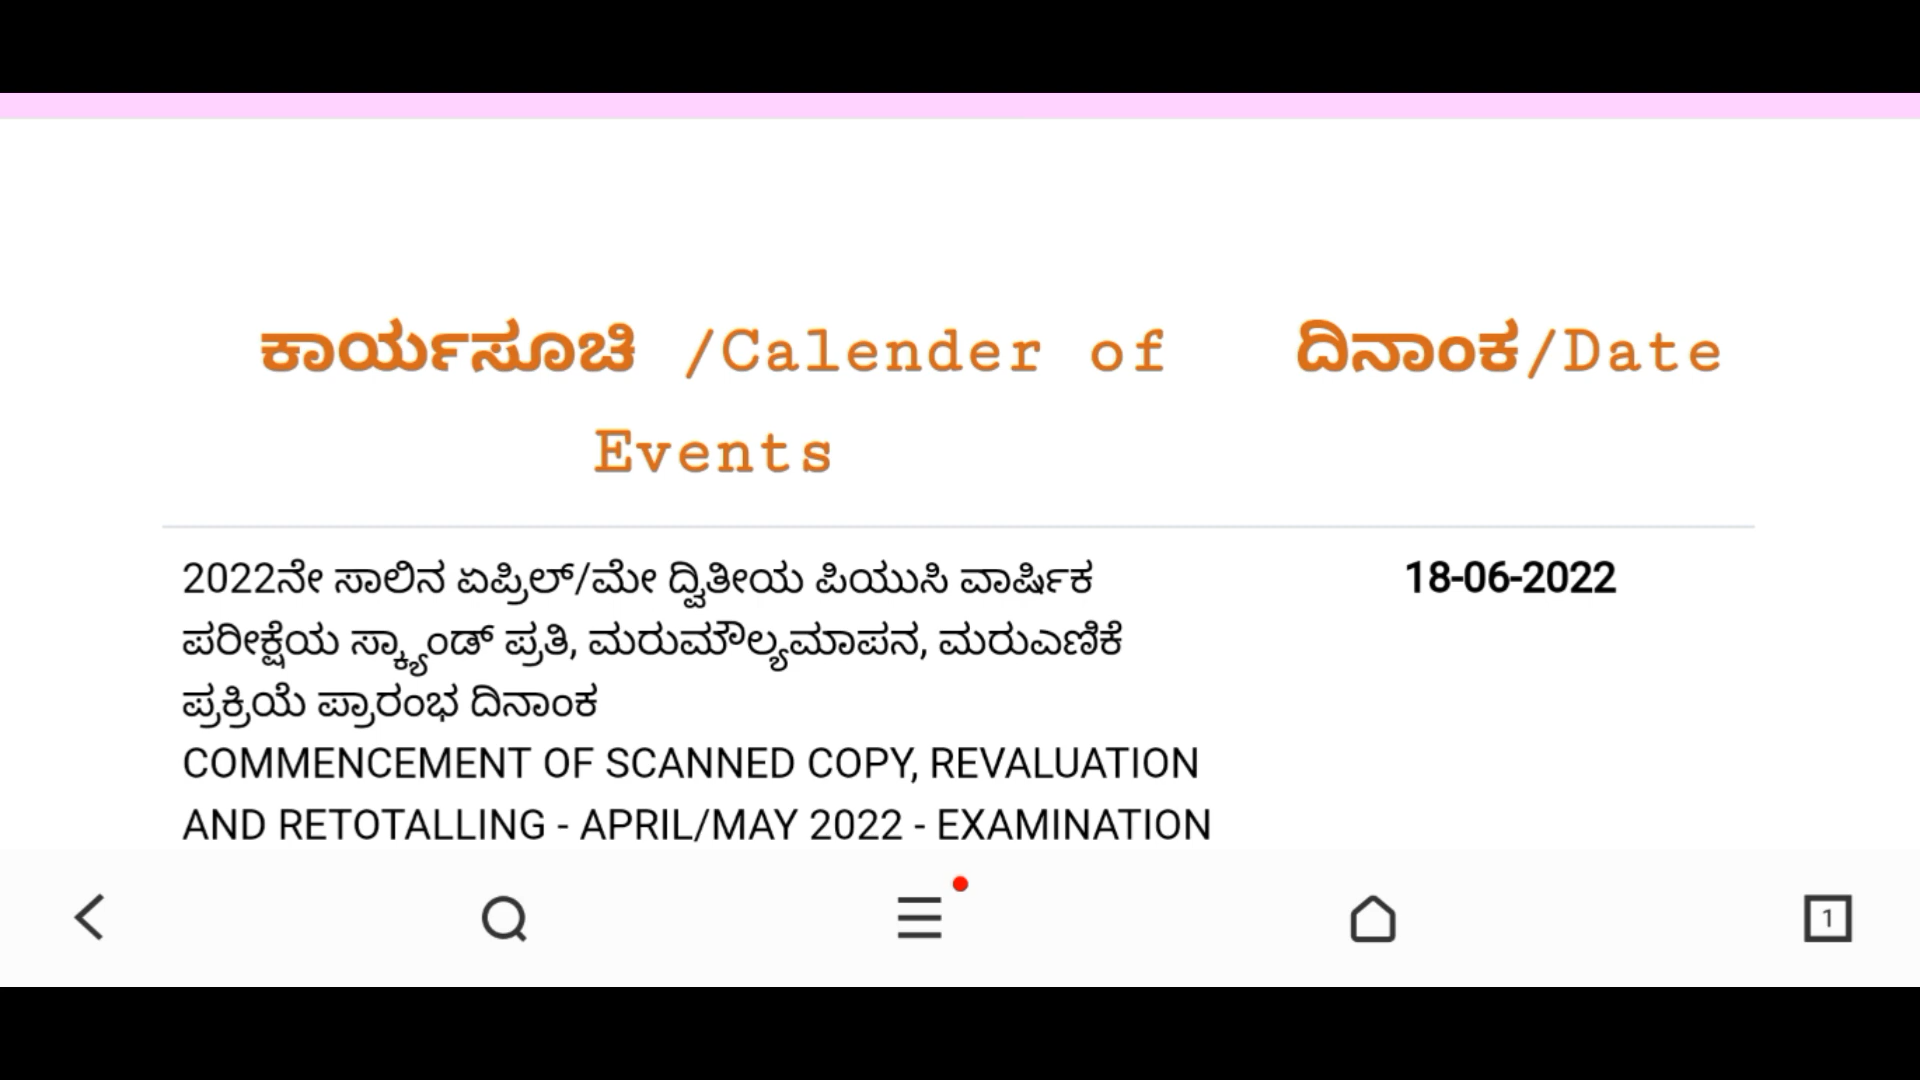 ಕಾರ್ಯಸೂಚಿ /Calender of ದಿನಾಂಕ/Date
Events
2022ನೇ ಸಾಲಿನ ಏಪ್ರಿಲ್/ಮೇ ದ್ವಿತೀಯ ಪಿಯುಸಿ ವಾರ್ಷಿಕ 18-06-2022
ಪರೀಕ್ಷೆಯ ಸ್ಕ್ಯಾಂಡ್ ಪ್ರತಿ, ಮರುಮೌಲ್ಯಮಾಪನ, ಮರುಎಣಿಕೆ
ಪ್ರಕ್ರಿಯೆ ಪ್ರಾರಂಭ ದಿನಾಂಕ
COMMENCEMENT OF SCANNED COPY, REVALUATION
AND RETOTALLING - APRIL/MAY 2022 - EXAMINATION
1